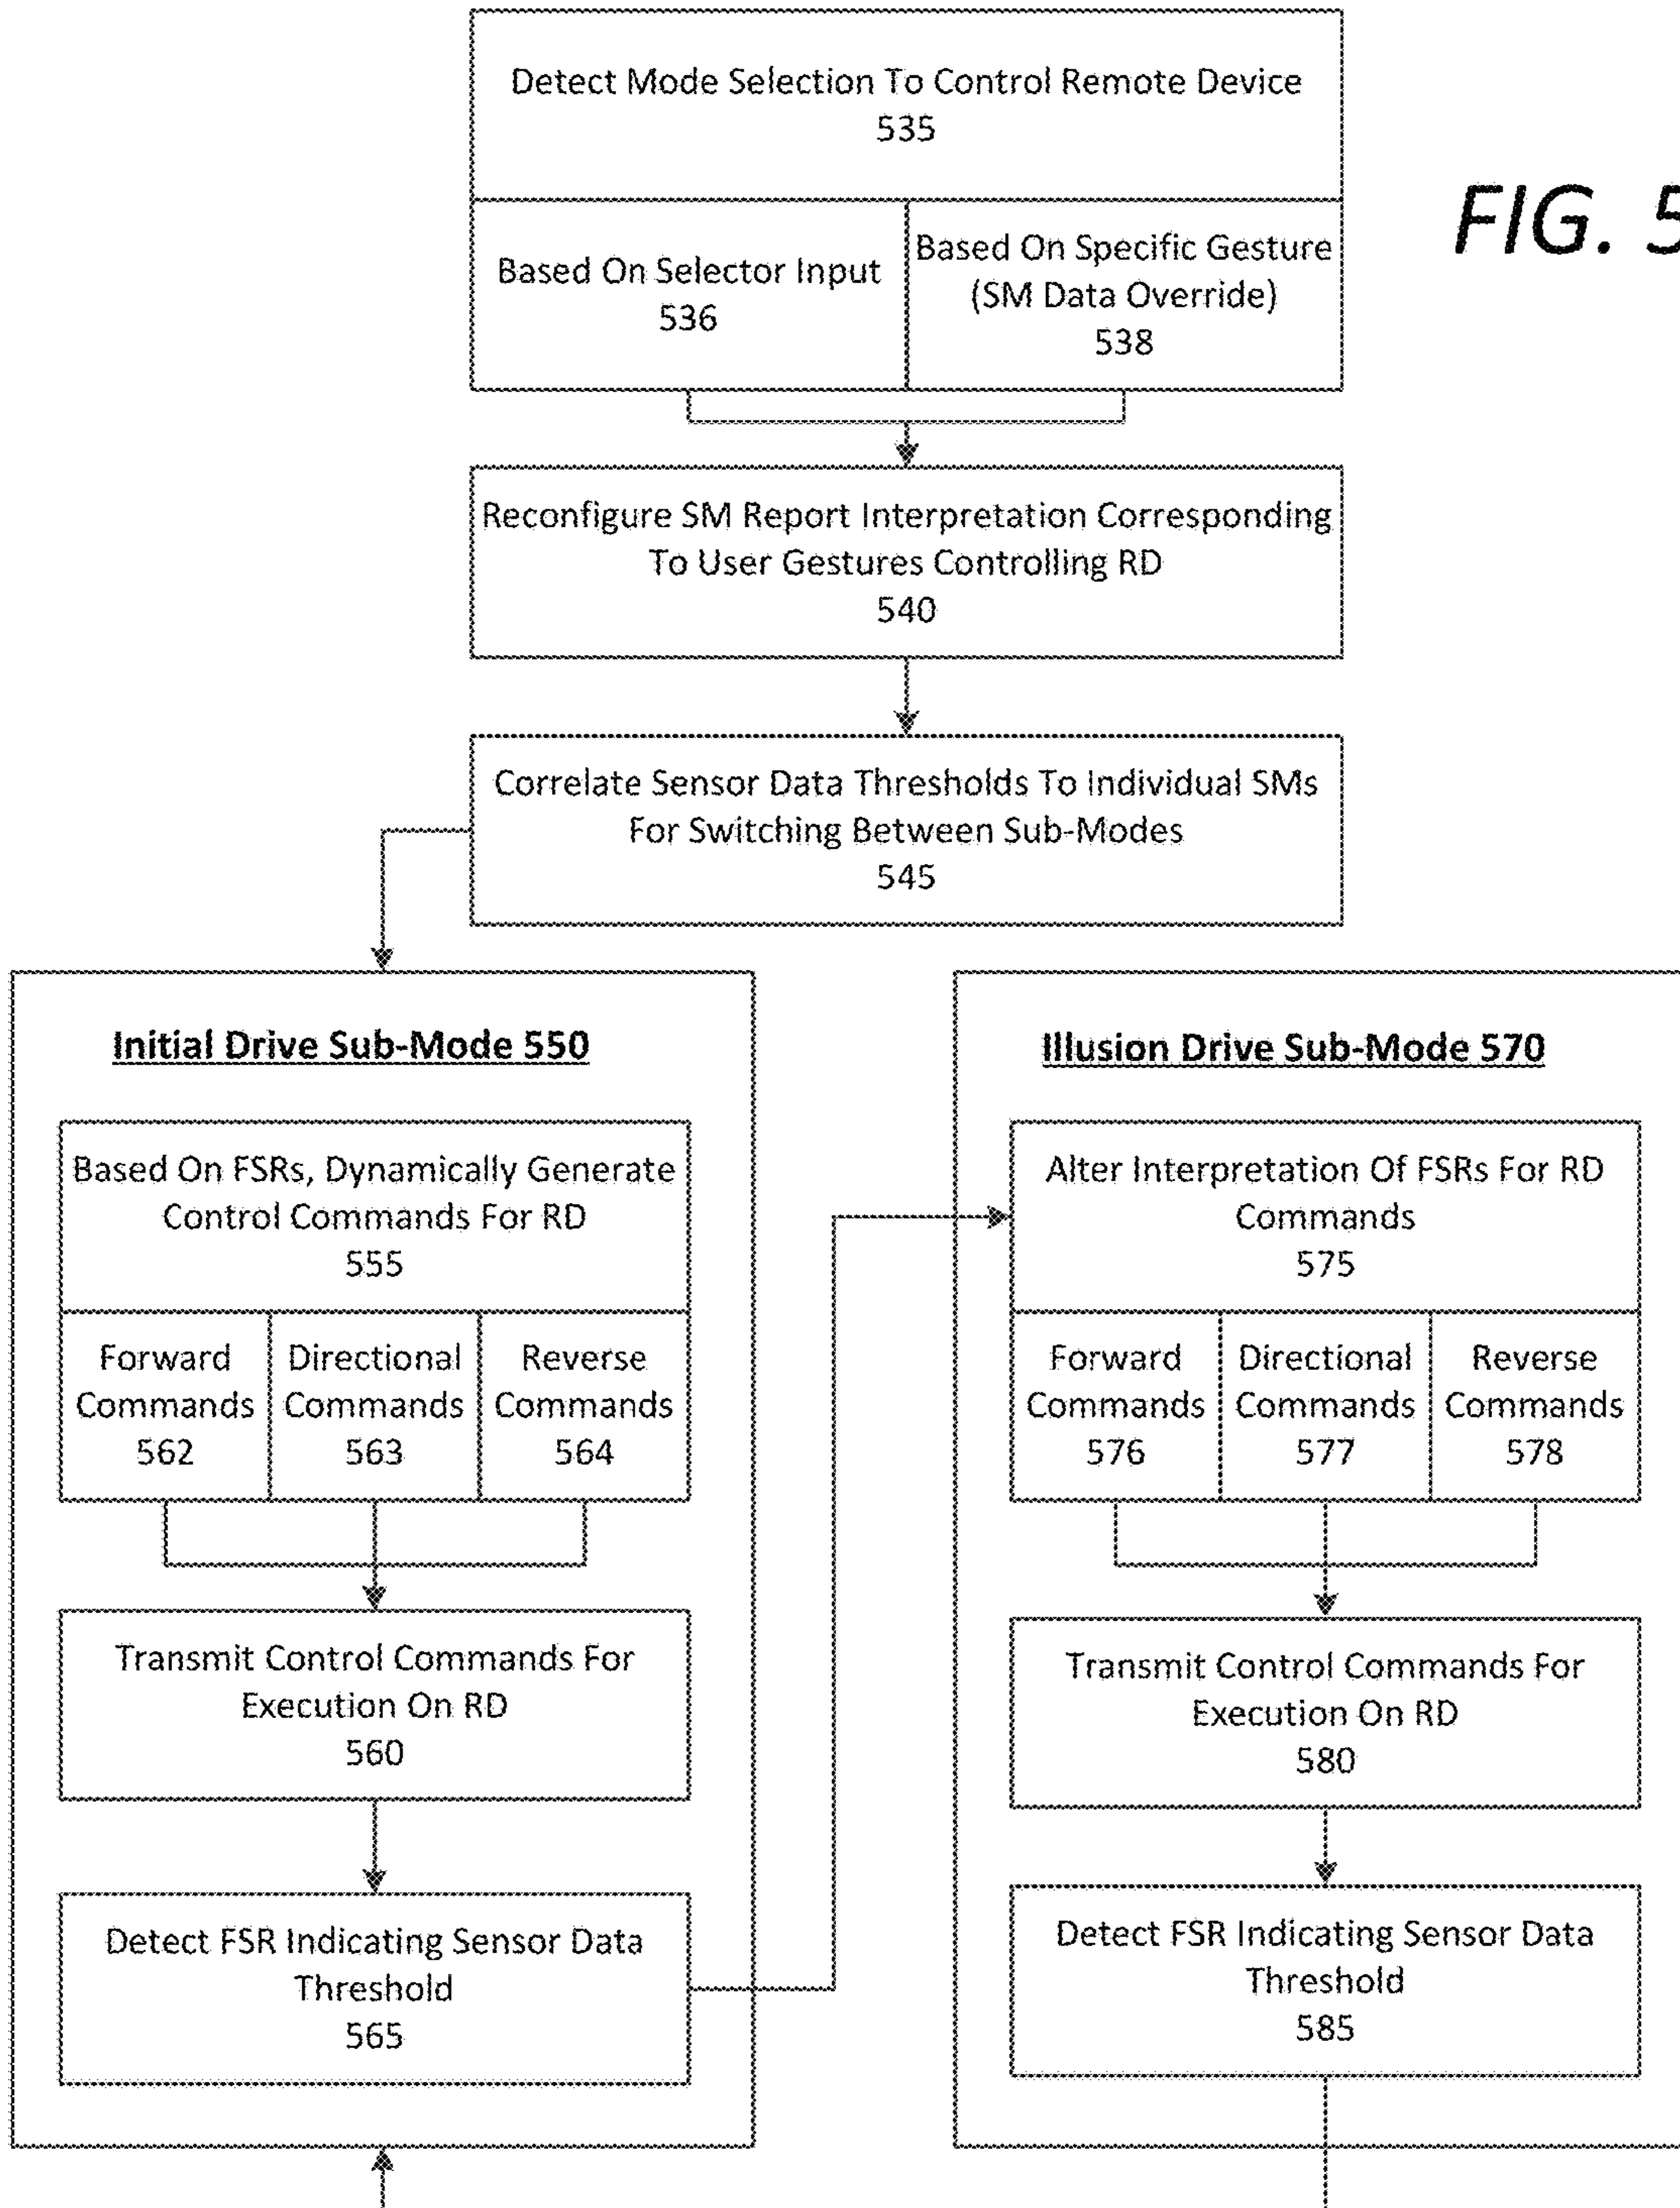 Detect Mode Selection To Control Remote Device
535
FIG. 5
Based On Selector Input
536
Based On Specific Gesture
(SM Data Override)
538
Reconfigure SM Report Interpretation Corresponding
To User Gestures Controlling RD
540
Correlate Sensor Data Thresholds To Individual SMs
For Switching Between Sub-Modes
545
Initial Drive Sub-Mode 550
Based On FSRs, Dynamically Generate
Control Commands For RD
555
Forward
Commands
562
Directional
Commands
563
Reverse
Commands
564
Transmit Control Commands For
Execution On RD
560
Detect FSR Indicating Sensor Data
Threshold
565
Illusion Drive Sub-Mode 570
Alter Interpretation Of FSRs For RD
Commands
575
Forward
Commands
576
Directional
Commands
577
Reverse
Commands
578
Transmit Control Commands For
Execution On RD
580
Detect FSR Indicating Sensor Data
Threshold
585